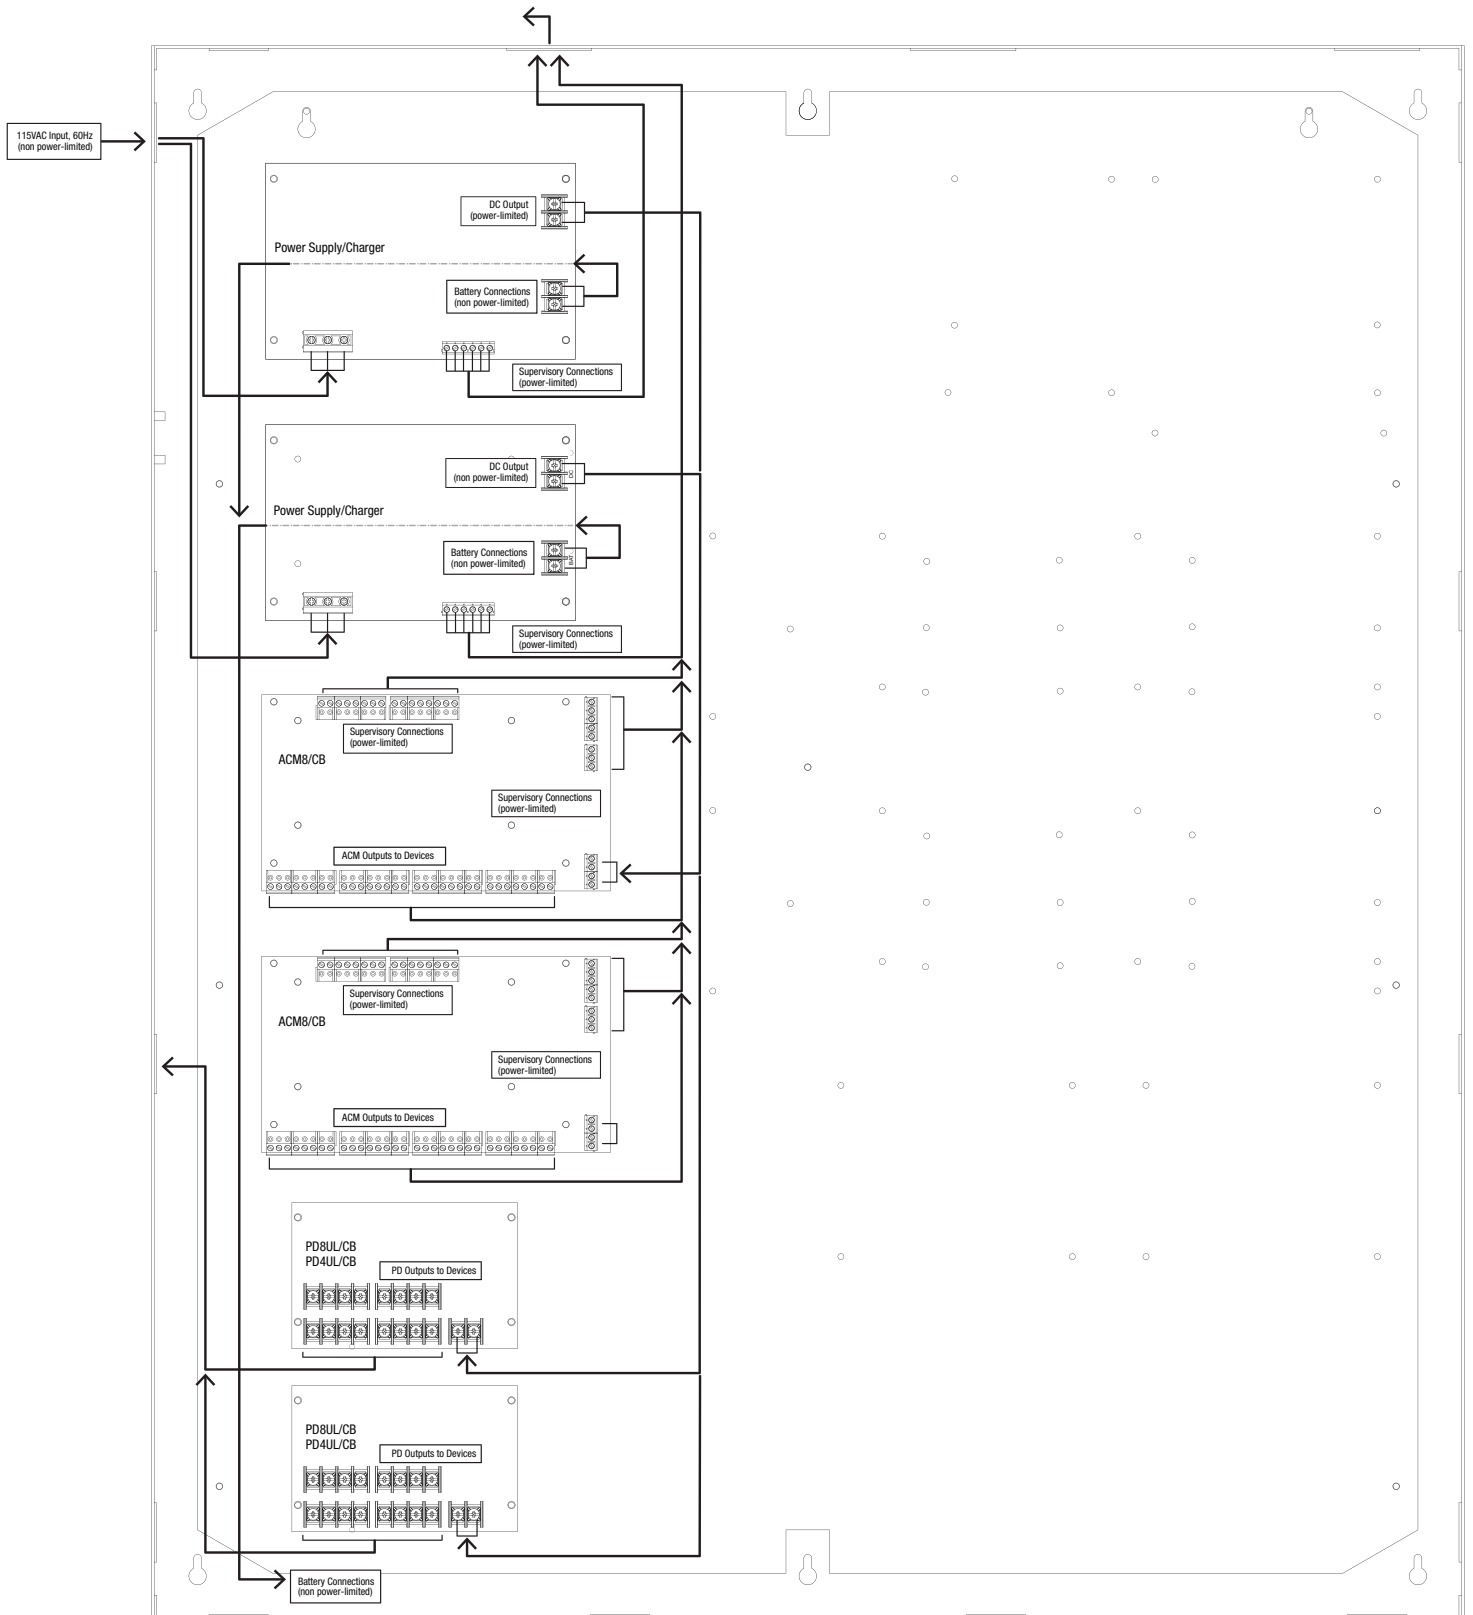 115VAC Input, 60Hz
(non power-limited)
DC Output
(power-limited)
Power Supply/Charger
Battery Connections
(non power-limited)
Supervisory Connections
(power-limited)
DC Output
(non power-limited)
DC
Power Supply/Charger
Battery Connections
(non power-limited)
BAT
Supervisory Connections
(power-limited)
Supervisory Connections
(power-limited)
ACM8/CB
Supervisory Connections
(power-limited)
ACM Outputs to Devices
Supervisory Connections
(power-limited)
ACM8/CB
Supervisory Connections
(power-limited)
ACM Outputs to Devices
PD8UL/CB
PD4UL/CB
PD Outputs to Devices
PD8UL/CB
PD4UL/CB
PD Outputs to Devices
Battery Connections
(non power-limited)